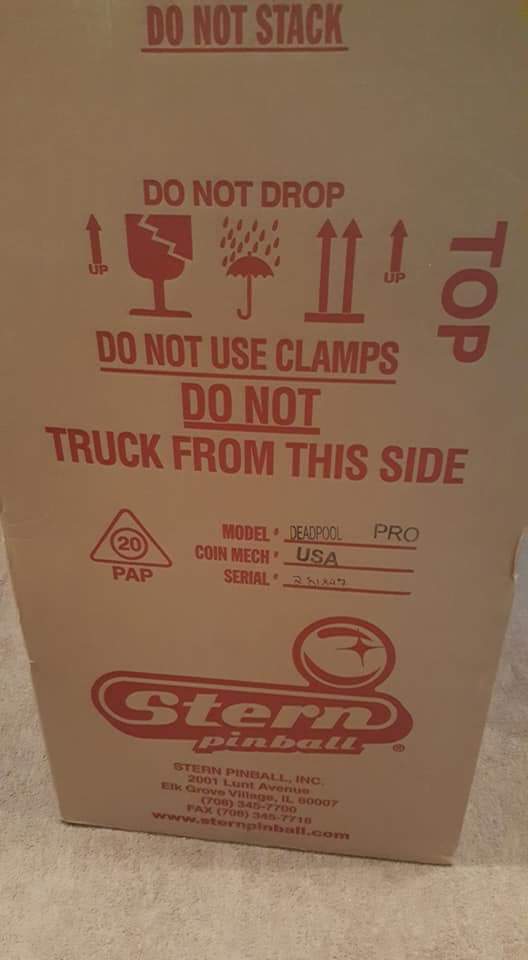 DO NOT STACK
DO NOT DROP
UP
UP
TOP
DO NOT USE CLAMPS
DO NOT
TRUCK FROM THIS SIDE
20
PAP
MODEL: DEADPOOL PRO
COIN MECH: USA
SERIAL:
Stern
pinball ®
STERN PINBALL, INC.
2001 Lunt Avenue
Elk Grove Village, IL 60007
(708) 345-7700
FAX (708) 345-7718
www.sternpinball.com